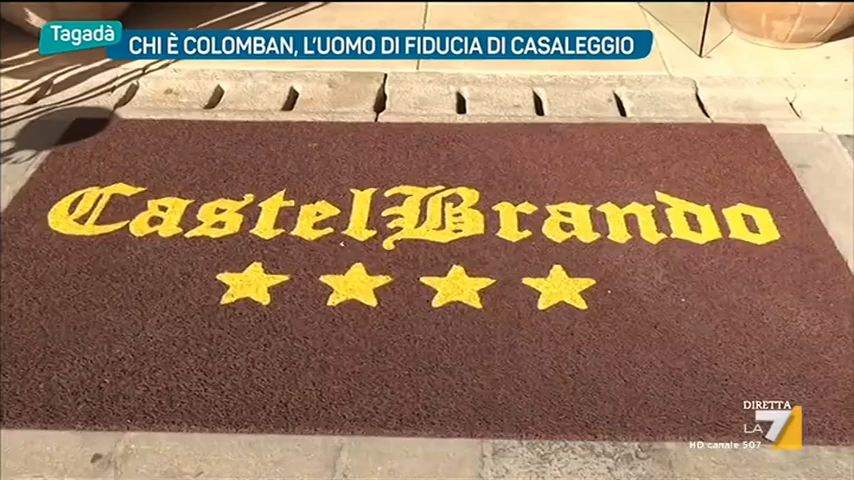 Tagadà
CHI È COLOMBAN, L'UOMO DI FIDUCIA DI CASALEGGIO
CastelBrando
DIRETTA
LA7
HD canale 507